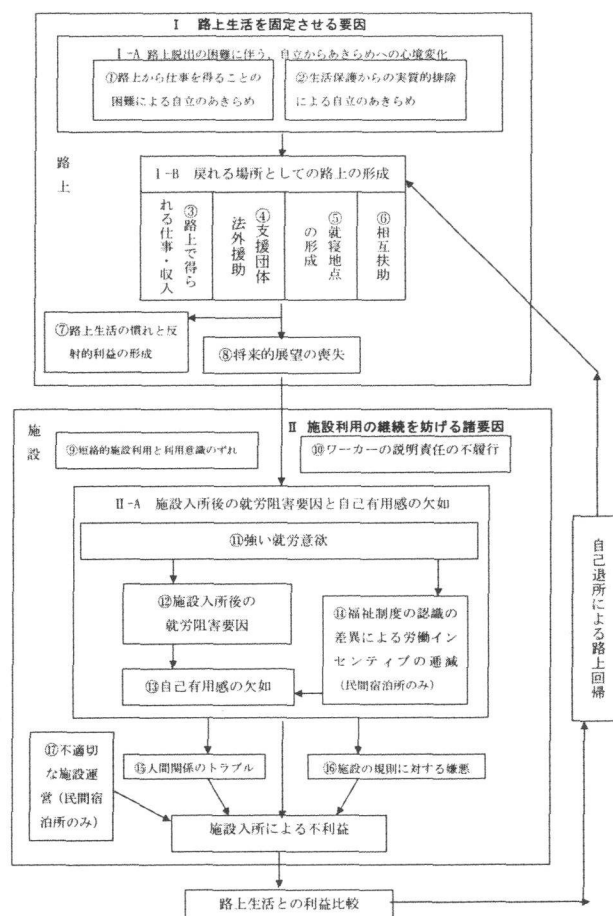 Ⅰ 路上生活を固定させる要因
Ⅰ-A 路上脱出の困難に伴う、自立からあきらめへの心境変化
①路上から仕事を得ることの
困難による自立のあきらめ
②生活保護からの実質的排除
による自立のあきらめ
路上
Ⅰ-B 戻れる場所としての路上の形成
③路上で得ら
れる仕事・収入
④支援団体
法外援助
⑤就寝地点
の形成
⑥相互扶助
⑦路上生活の慣れと反
射的利益の形成
⑧将来的展望の喪失
施設
Ⅱ 施設利用の継続を妨げる諸要因
⑨短絡的施設利用と利用意識のずれ
⑩ワーカーの説明責任の不履行
Ⅱ-A 施設入所後の就労阻害要因と自己有用感の欠如
⑪強い就労意欲
⑫施設入所後の
就労阻害要因
⑭福祉制度の認識の
差異による労働イン
センティブの逓減
(民間宿泊所のみ)
⑬自己有用感の欠如
⑰不適切
な施設運
営(民間宿
泊所のみ)
⑮人間関係のトラブル
⑯施設の規則に対する嫌悪
施設入所による不利益
路上生活との利益比較
自己退所による路上回帰